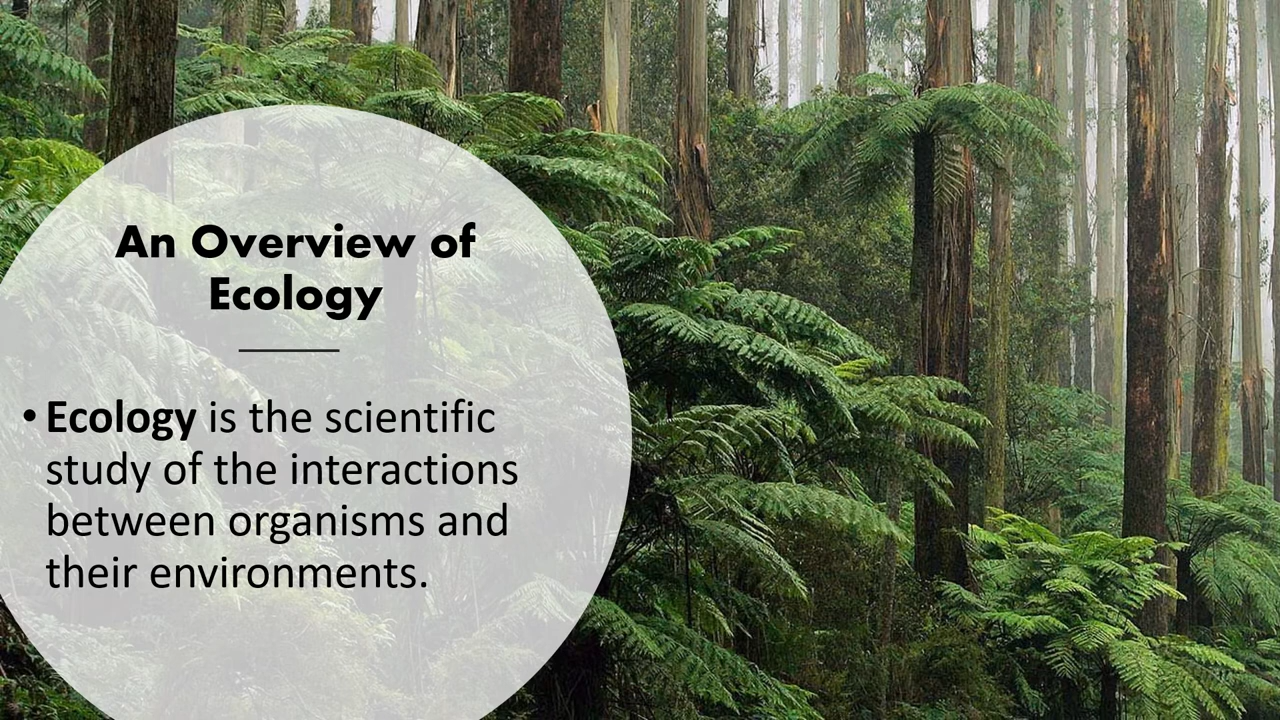 An Overview of
Ecology
• Ecology is the scientific
study of the interactions
between organisms and
their environments.